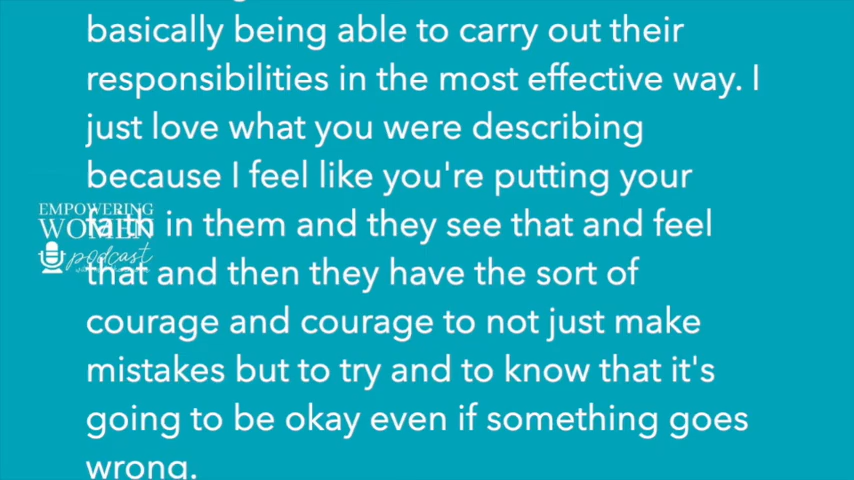 basically being able to carry out their
responsibilities in the most effective way. I
just love what you were describing
because I feel like you're putting your
faith in them and they see that and feel
that and then they have the sort of
courage and courage to not just make
mistakes but to try and to know that it's
going to be okay even if something goes
wrong.
EMPOWERING
WOMEN
podcast